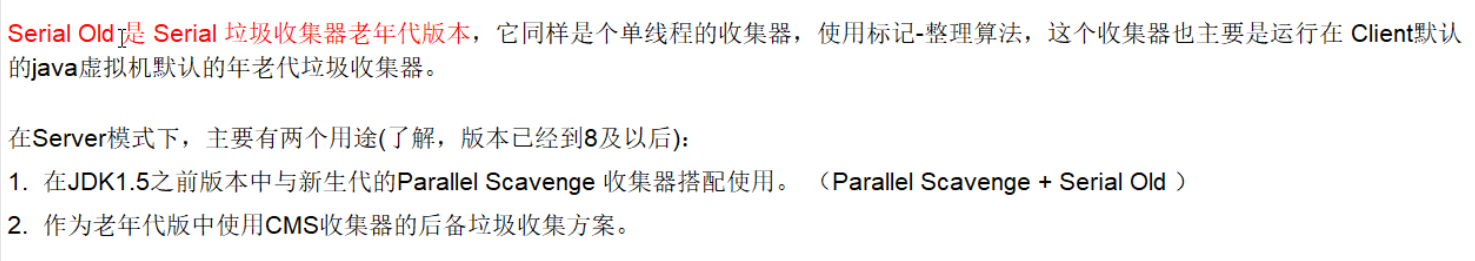 Serial Old 是 Serial 垃圾收集器老年代版本，它同样是个单线程的收集器，使用标记-整理算法，这个收集器也主要是运行在 Client默认
的java虚拟机默认的年老代垃圾收集器。
在Server模式下，主要有两个用途(了解，版本已经到8及以后):
1. 在JDK1.5之前版本中与新生代的Parallel Scavenge 收集器搭配使用。（Parallel Scavenge + Serial Old ）
2. 作为老年代版中使用CMS收集器的后备垃圾收集方案。